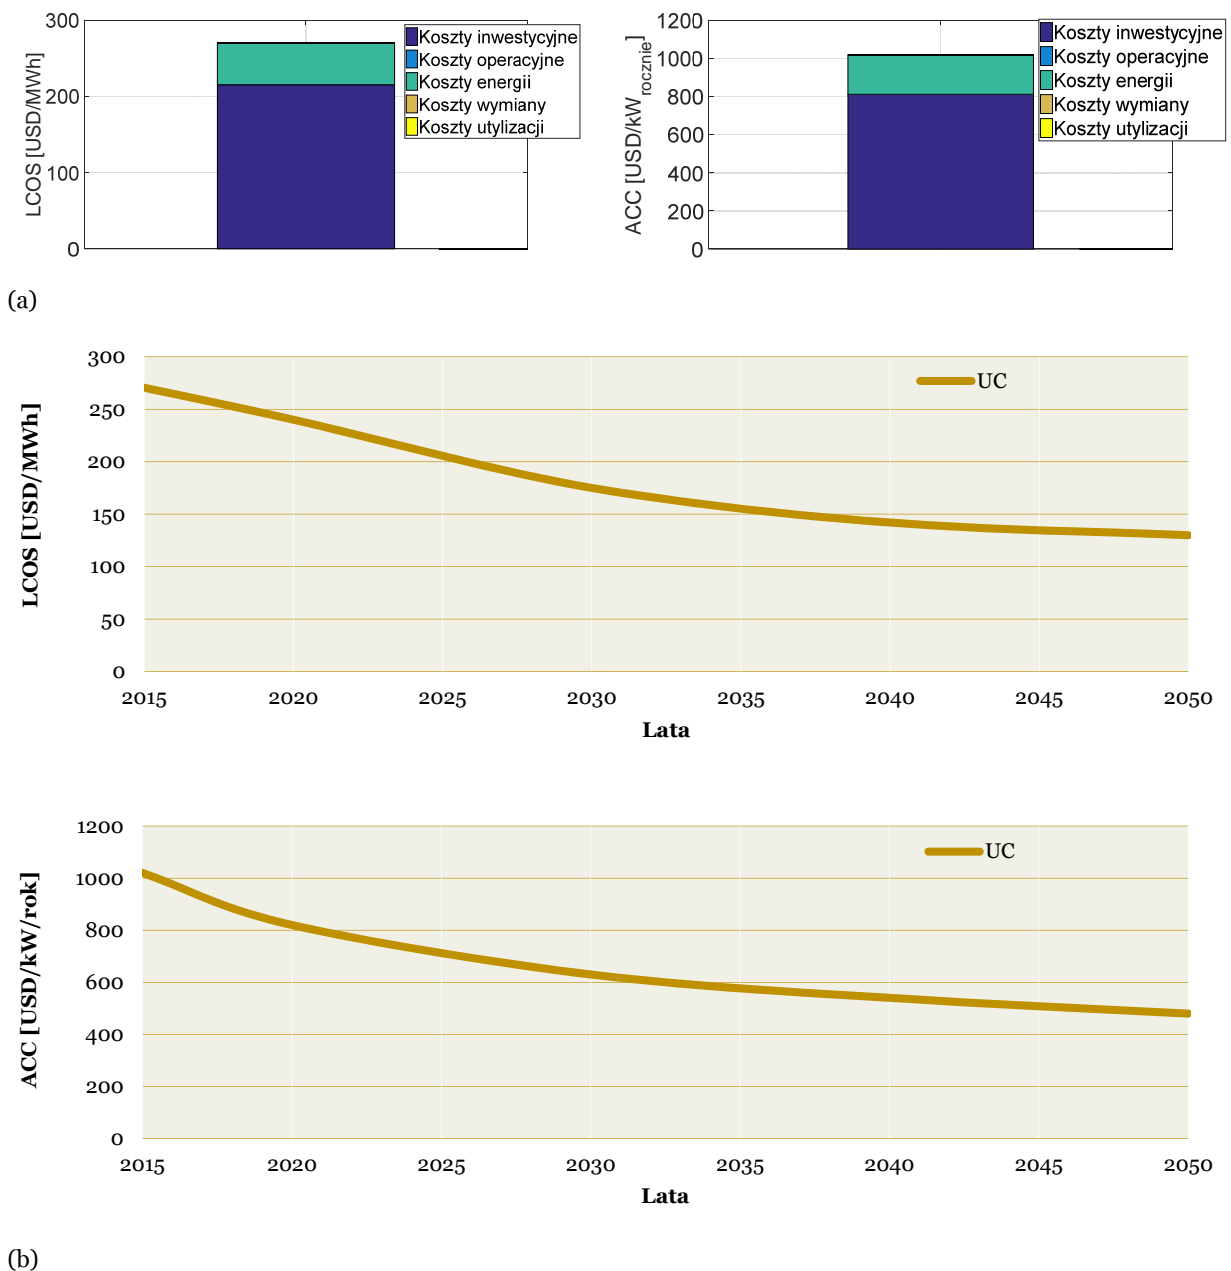 300
200
100
0
LCOS [USD/MWh]
Koszty inwestycyjne
Koszty operacyjne
Koszty energii
Koszty wymiany
Koszty utylizacji
1200
1000
800
600
400
200
0
ACC [USD/kW_rocznie]
Koszty inwestycyjne
Koszty operacyjne
Koszty energii
Koszty wymiany
Koszty utylizacji
(a)
300
250
200
150
100
50
0
LCOS [USD/MWh]
UC
2015 2020 2025 2030 2035 2040 2045 2050
Lata
1200
1000
800
600
400
200
0
ACC [USD/kW/rok]
UC
2015 2020 2025 2030 2035 2040 2045 2050
Lata
(b)